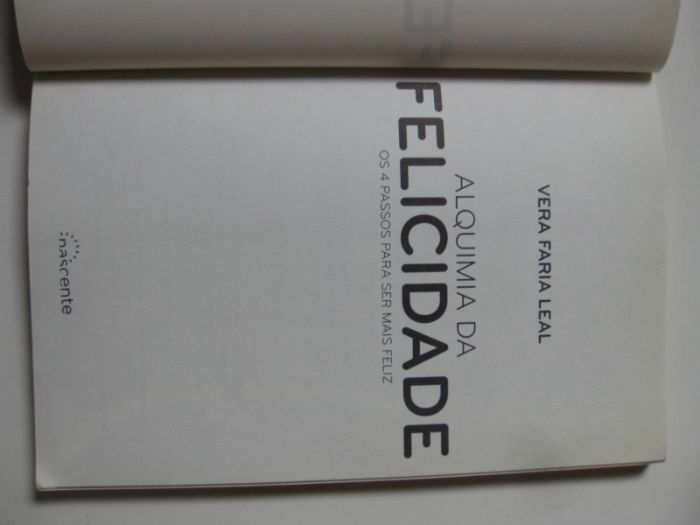 VERA FARIA LEAL
ALQUIMIA DA
FELICIDADE
OS 4 PASSOS PARA SER MAIS FELIZ
nascente